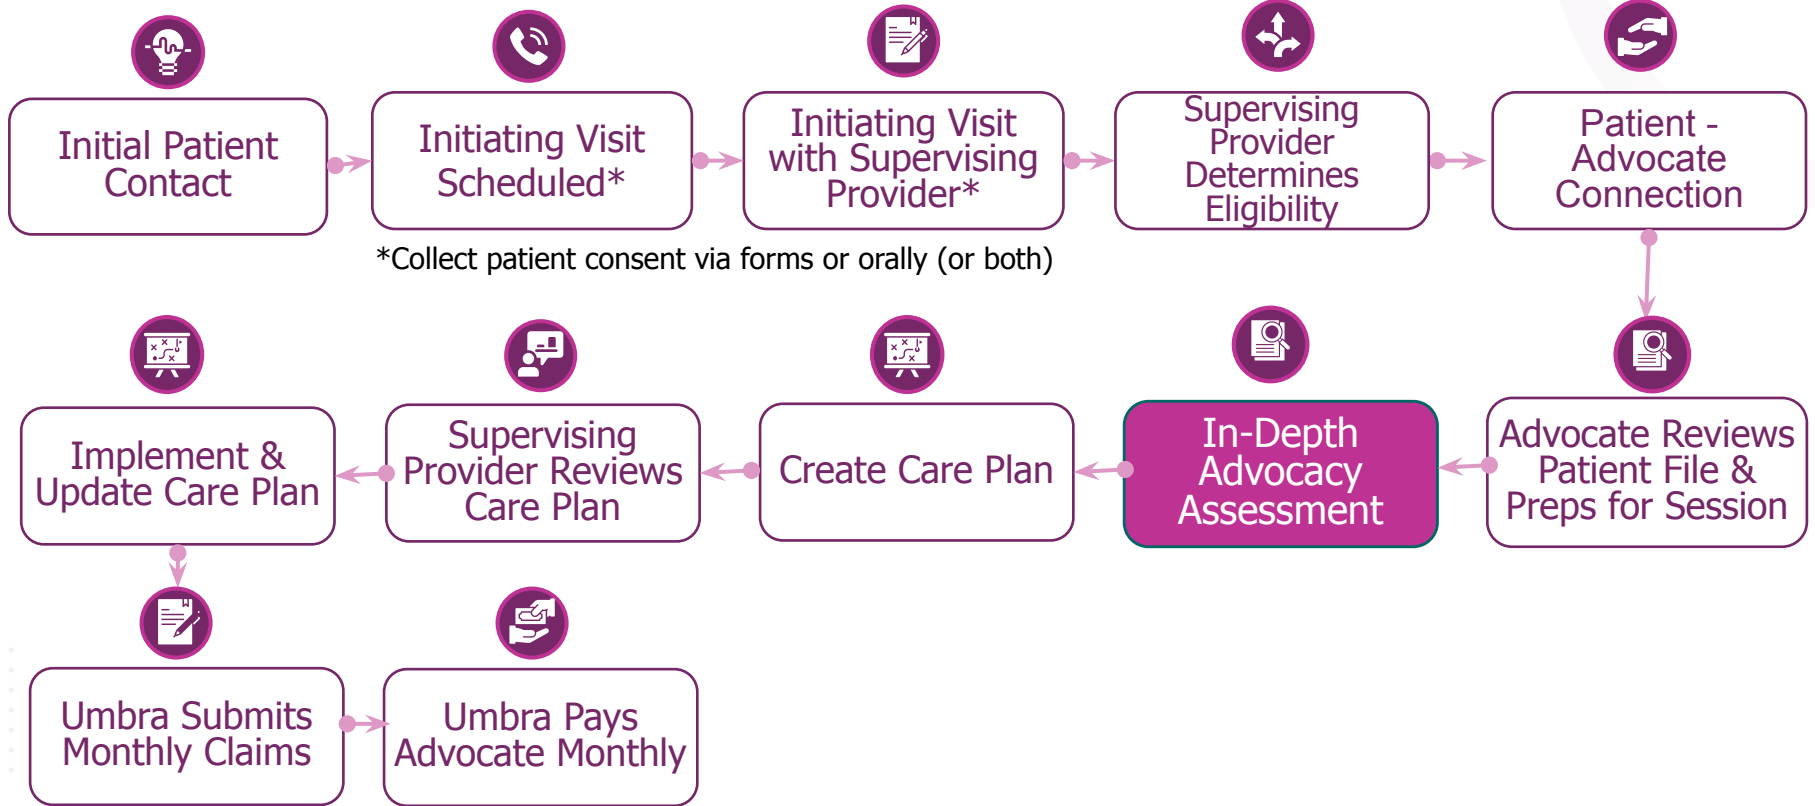 Initial Patient
Contact
Initiating Visit
Scheduled*
Initiating Visit
with Supervising
Provider*
Supervising
Provider
Determines
Eligibility
Patient -
Advocate
Connection
*Collect patient consent via forms or orally (or both)
Implement &
Update Care Plan
Supervising
Provider Reviews
Care Plan
Create Care Plan
In-Depth
Advocacy
Assessment
Advocate Reviews
Patient File &
Preps for Session
Umbra Submits
Monthly Claims
Umbra Pays
Advocate Monthly